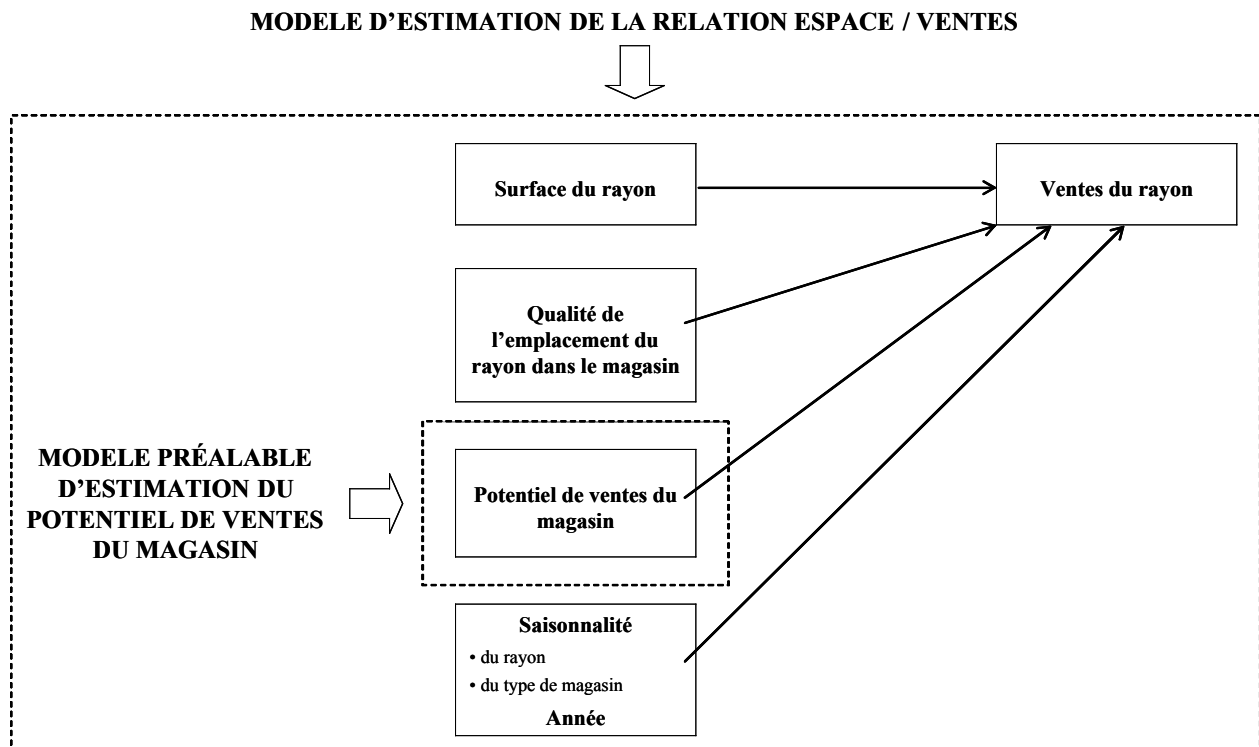 MODELE D’ESTIMATION DE LA RELATION ESPACE / VENTES
Surface du rayon
Ventes du rayon
Qualité de
l’emplacement du
rayon dans le magasin
MODELE PRÉALABLE
D’ESTIMATION DU
POTENTIEL DE VENTES
DU MAGASIN
Potentiel de ventes du
magasin
Saisonnalité
• du rayon
• du type de magasin
Année